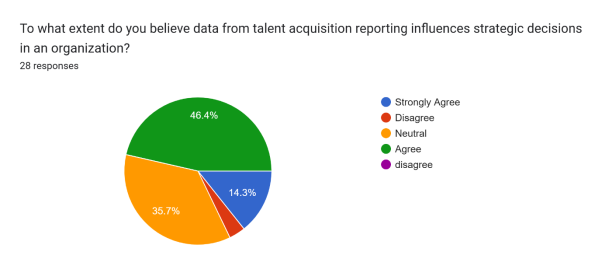 To what extent do you believe data from talent acquisition reporting influences strategic decisions
in an organization?
28 responses
46.4%
14.3%
35.7%
Strongly Agree
Disagree
Neutral
Agree
disagree